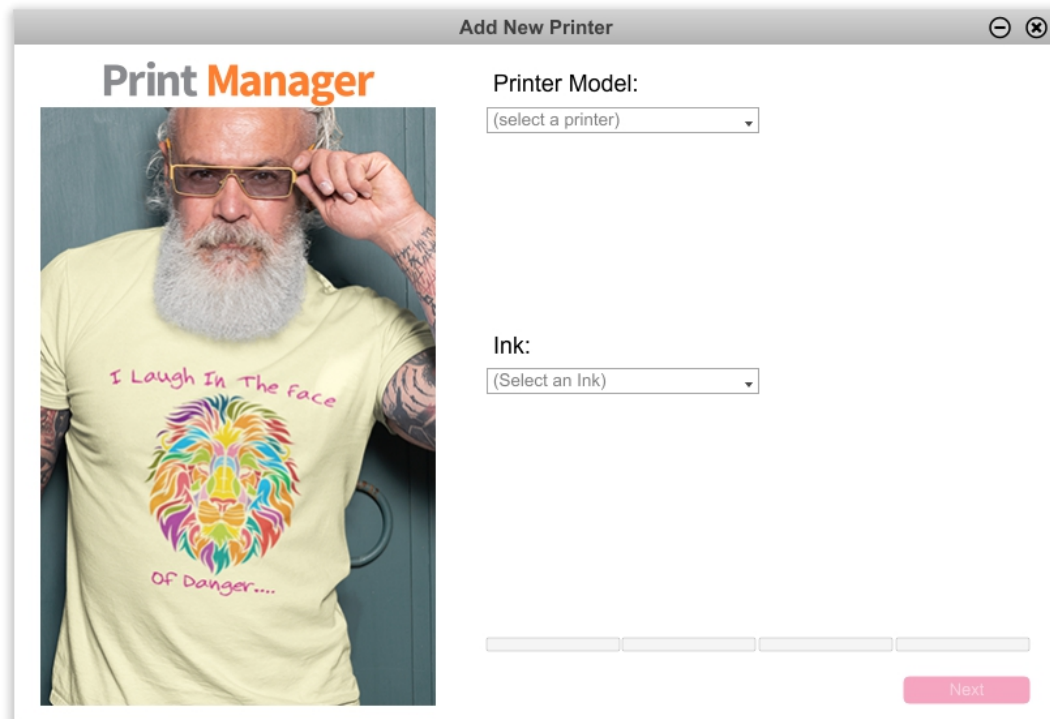 Add New Printer
Print Manager
I Laugh In The Face
Of Danger....
Printer Model:
(select a printer)
Ink:
(Select an Ink)
Next